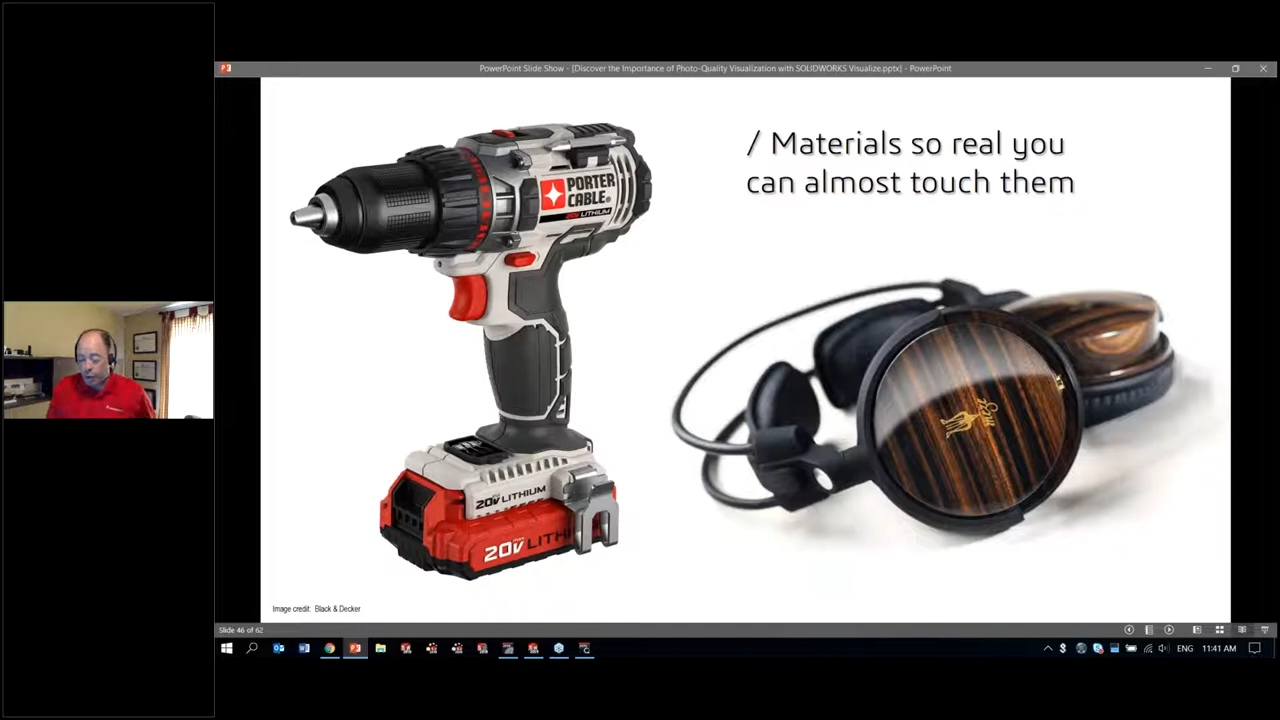 PowerPoint Slide Show - [Discover the Importance of Photo-Quality Visualization with SOLIDWORKS Visualize.pptx] - PowerPoint
/ Materials so real you
can almost touch them
PORTER
CABLE®
20V LITHIUM
20V LITHIUM
20V LITHI
Image credit: Black & Decker
Slide 46 of 62
ENG
11:41 AM